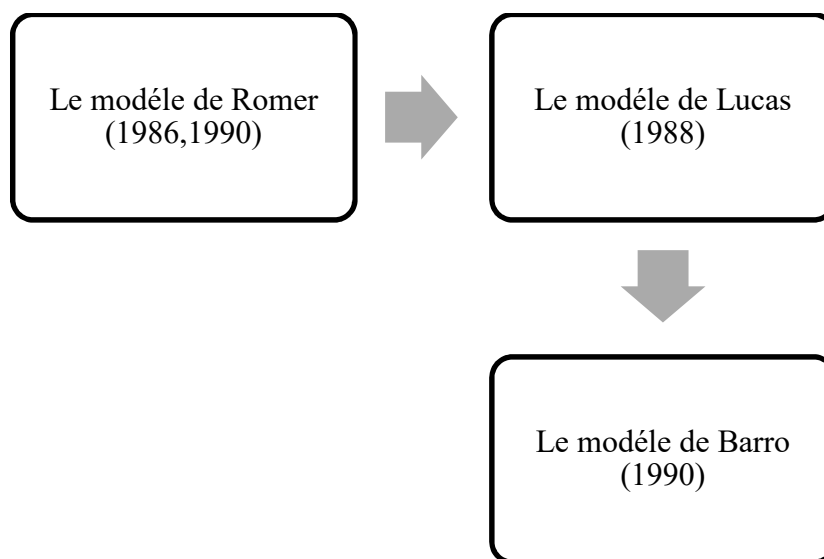 Le modéle de Romer
(1986,1990)
Le modéle de Lucas
(1988)
Le modéle de Barro
(1990)